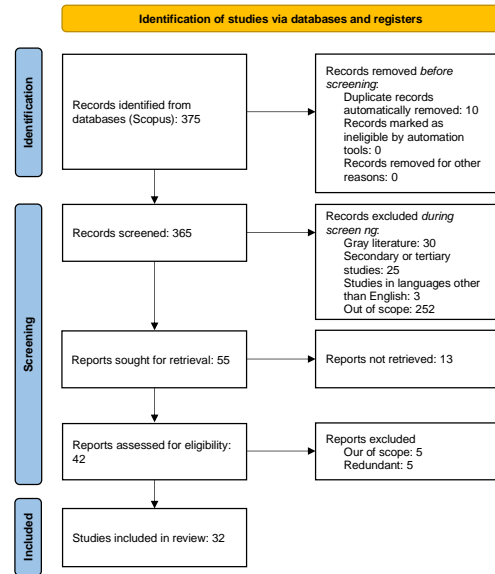 Identification of studies via databases and registers
Identification
Records identified from
databases (Scopus): 375
Records removed before
screening:
Duplicate records
automatically removed: 10
Records marked as
ineligible by automation
tools: 0
Records removed for other
reasons: 0
Screening
Records screened: 365
Records excluded during
screen ng:
Gray literature: 30
Secondary or tertiary
studies: 25
Studies in languages other
than English: 3
Out of scope: 252
Reports sought for retrieval: 55
Reports not retrieved: 13
Reports assessed for eligibility:
42
Reports excluded
Our of scope: 5
Redundant: 5
Included
Studies included in review: 32